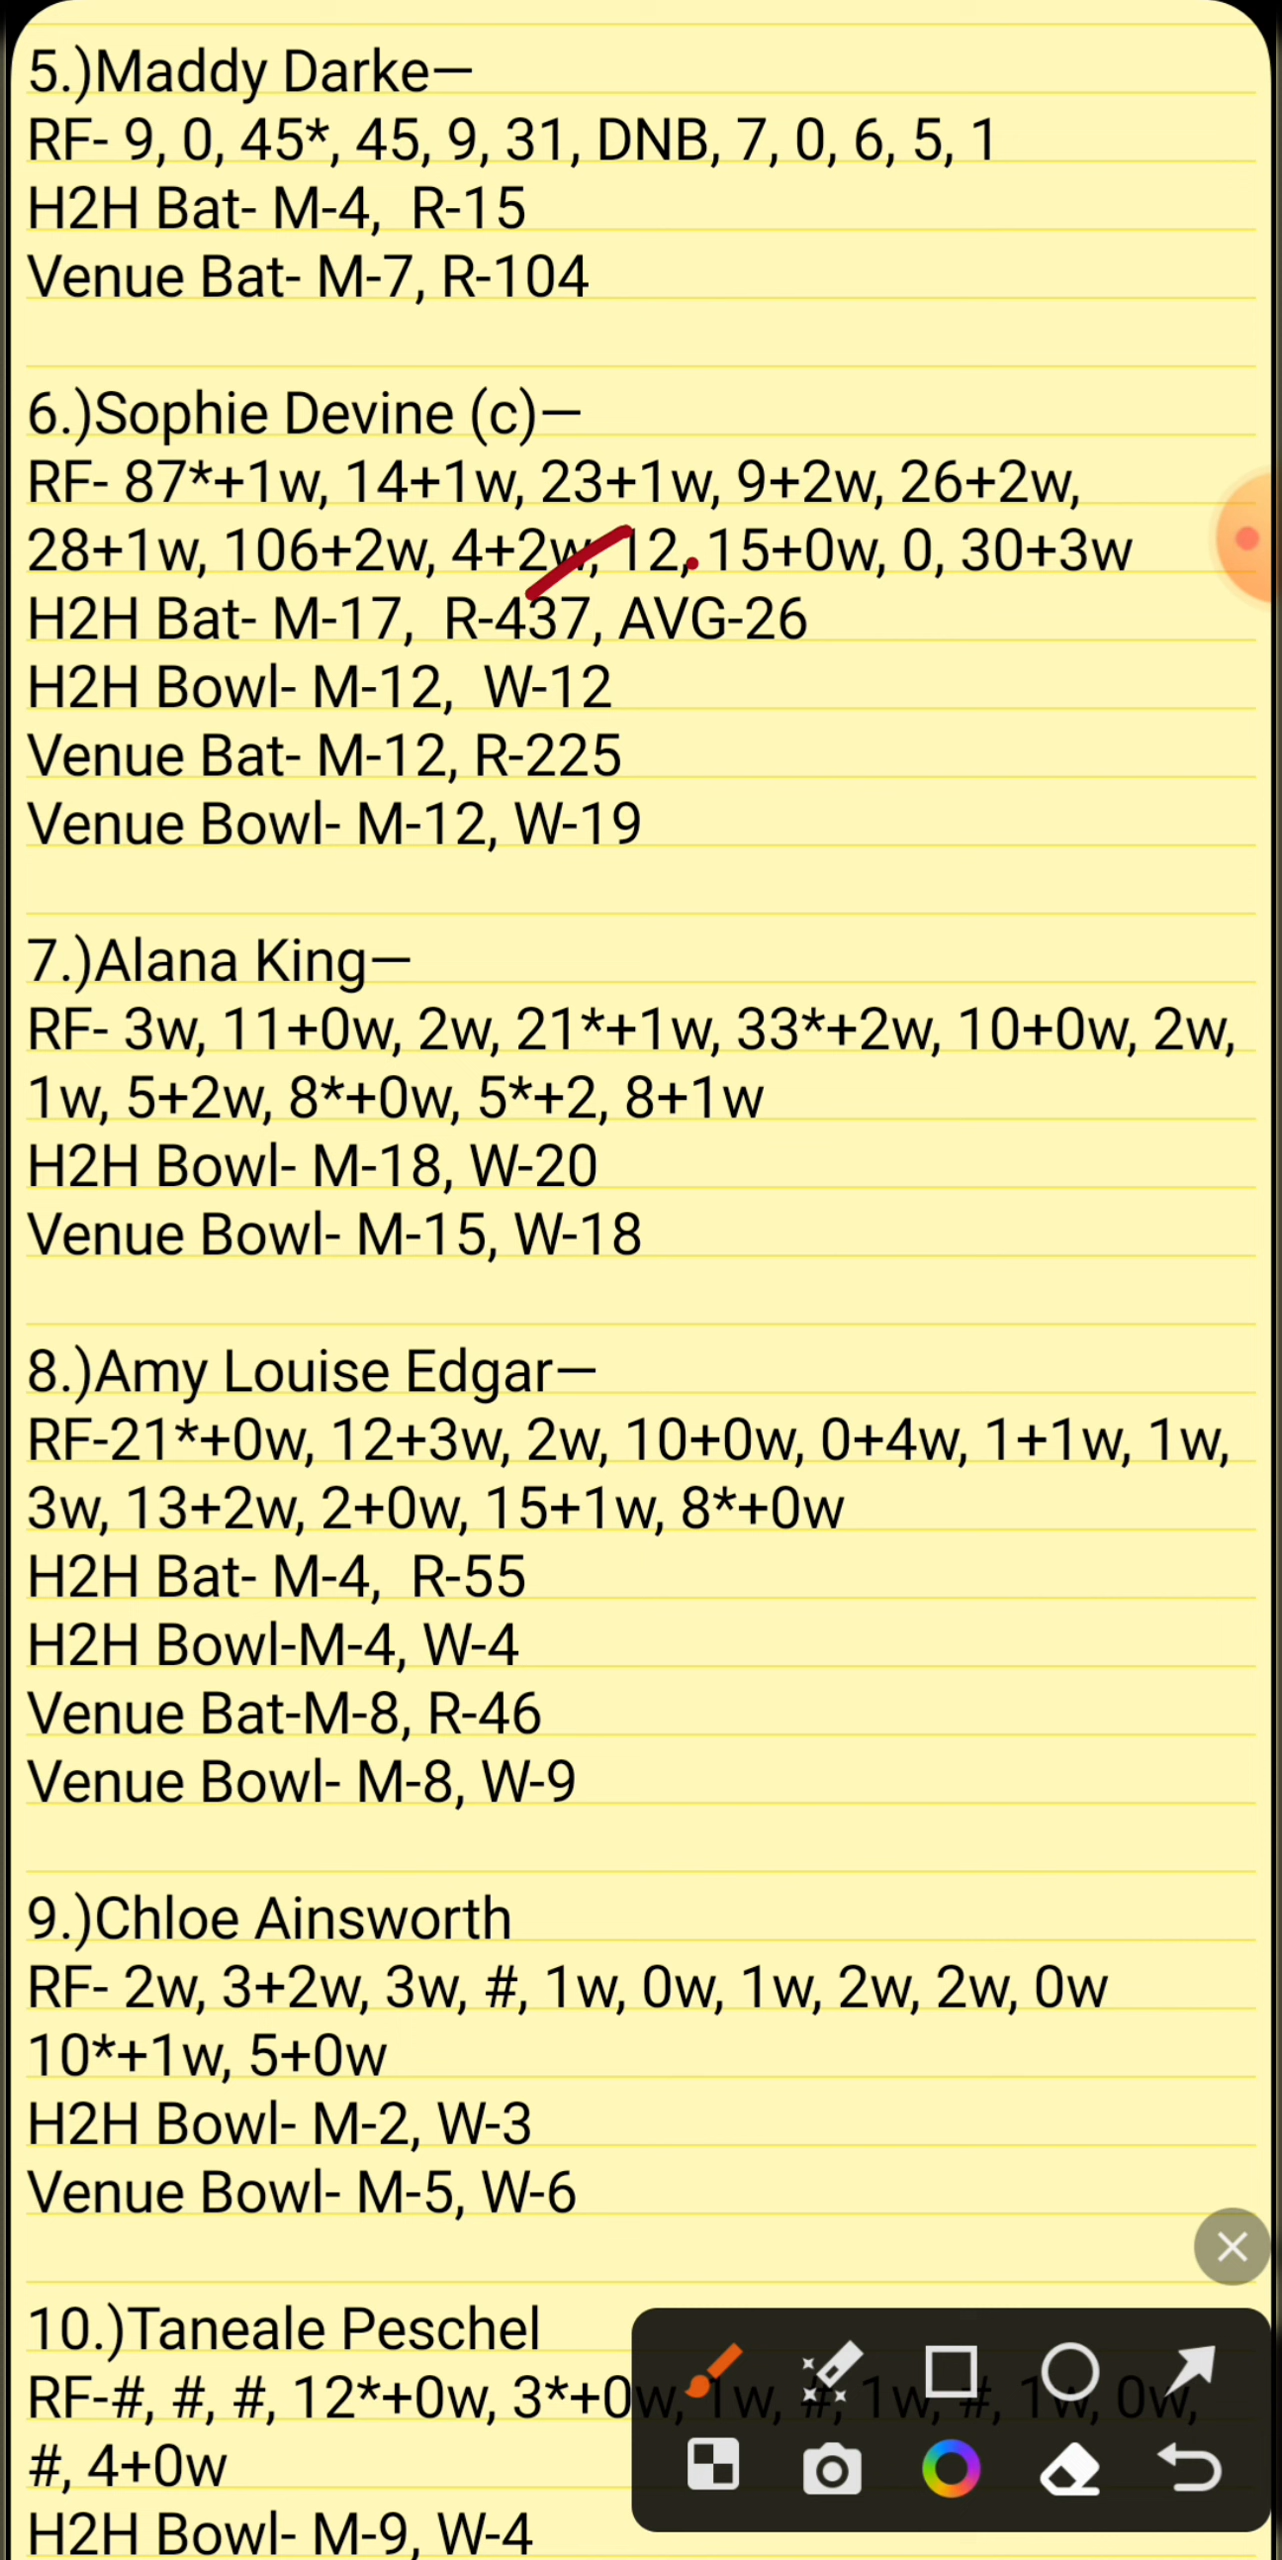 5.)Maddy Darke—
RF- 9, 0, 45*, 45, 9, 31, DNB, 7, 0, 6, 5, 1
H2H Bat- M-4,  R-15
Venue Bat- M-7, R-104
6.)Sophie Devine (c)—
RF- 87*+1w, 14+1w, 23+1w, 9+2w, 26+2w,
28+1w, 106+2w, 4+2w, 12, 15+0w, 0, 30+3w
H2H Bat- M-17,  R-437, AVG-26
H2H Bowl- M-12,  W-12
Venue Bat- M-12, R-225
Venue Bowl- M-12, W-19
7.)Alana King—
RF- 3w, 11+0w, 2w, 21*+1w, 33*+2w, 10+0w, 2w,
1w, 5+2w, 8*+0w, 5*+2, 8+1w
H2H Bowl- M-18, W-20
Venue Bowl- M-15, W-18
8.)Amy Louise Edgar—
RF-21*+0w, 12+3w, 2w, 10+0w, 0+4w, 1+1w, 1w,
3w, 13+2w, 2+0w, 15+1w, 8*+0w
H2H Bat- M-4,  R-55
H2H Bowl-M-4, W-4
Venue Bat-M-8, R-46
Venue Bowl- M-8, W-9
9.)Chloe Ainsworth
RF- 2w, 3+2w, 3w, #, 1w, 0w, 1w, 2w, 2w, 0w
10*+1w, 5+0w
H2H Bowl- M-2, W-3
Venue Bowl- M-5, W-6
10.)Taneale Peschel
RF-#, #, #, 12*+0w, 3*+0w, 1w, #, 1w, #, 1w, 0w,
#, 4+0w
H2H Bowl- M-9, W-4